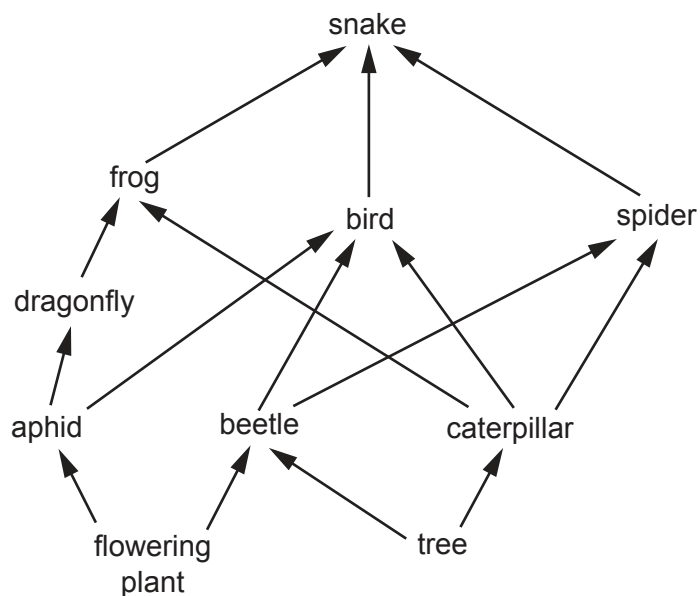 snake
frog
bird
spider
dragonfly
aphid
beetle
caterpillar
flowering
plant
tree